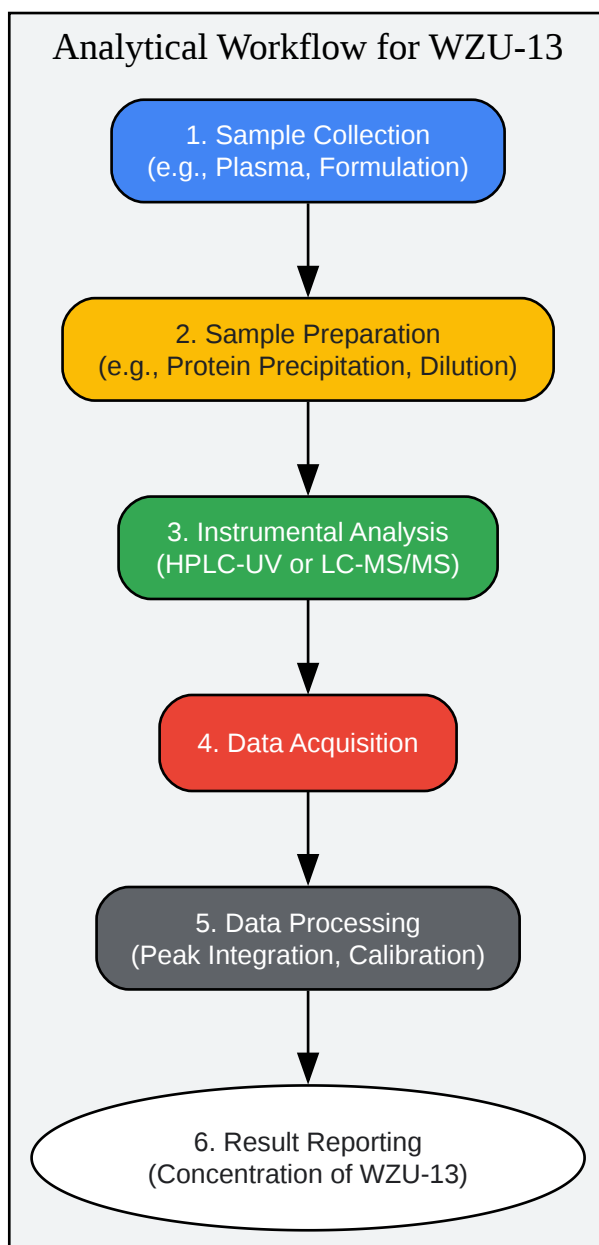 Analytical Workflow for WZU-13
1. Sample Collection
(e.g., Plasma, Formulation)
2. Sample Preparation
(e.g., Protein Precipitation, Dilution)
3. Instrumental Analysis
(HPLC-UV or LC-MS/MS)
4. Data Acquisition
5. Data Processing
(Peak Integration, Calibration)
6. Result Reporting
(Concentration of WZU-13)